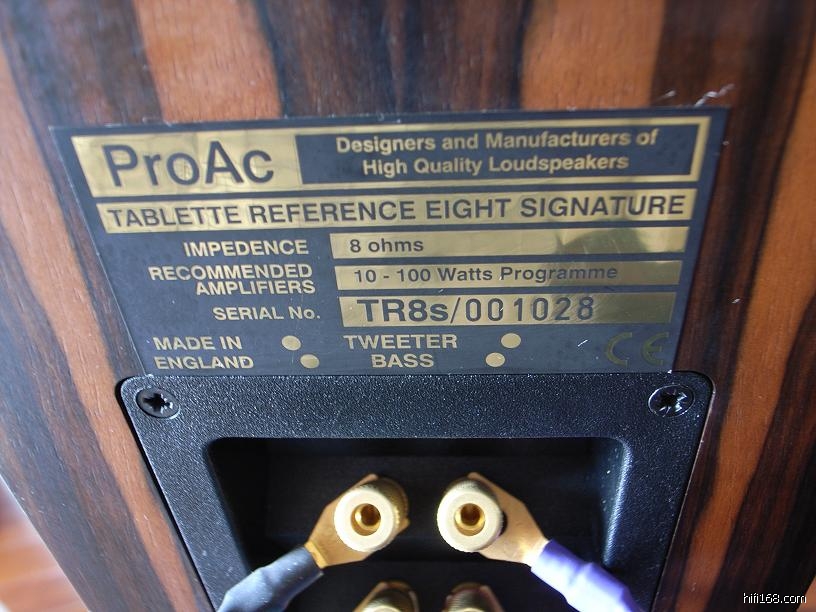 ProAc
Designers and Manufacturers of
High Quality Loudspeakers
TABLETTE REFERENCE EIGHT SIGNATURE
IMPEDENCE 8 ohms
RECOMMENDED
AMPLIFIERS 10 - 100 Watts Programme
SERIAL No. TR8s/001028
MADE IN TWEETER
ENGLAND BASS
CE
hifi168.com